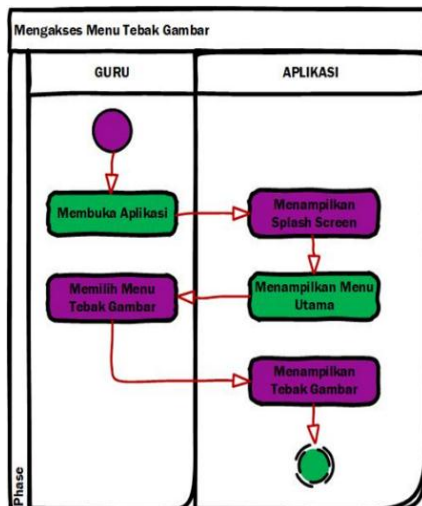 Mengakses Menu Tebak Gambar
GURU
APLIKASI
Membuka Aplikasi
Menampilkan
Splash Screen
Memilih Menu
Tebak Gambar
Menampilkan Menu
Utama
Menampilkan
Tebak Gambar
Phase